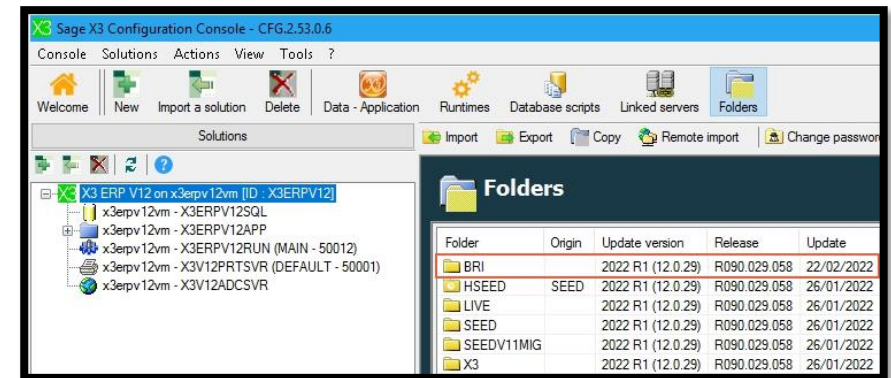 Sage X3 Configuration Console - CFG.2.53.0.6
Console Solutions Actions View Tools ?
Welcome New Import a solution Delete Data - Application Runtimes Database scripts Linked servers Folders
Solutions
Import Export Copy Remote import Change passwor
X3 ERP V12 on x3erpv12vm [ID : X3ERPV12]
x3erpv12vm - X3ERPV12SQL
x3erpv12vm - X3ERPV12APP
x3erpv12vm - X3ERPV12RUN (MAIN - 50012)
x3erpv12vm - X3V12PRTSVR (DEFAULT - 50001)
x3erpv12vm - X3V12ADCSVR
Folders
Folder Origin Update version Release Update
BRI 2022 R1 (12.0.29) R090.029.058 22/02/2022
HSEED SEED 2022 R1 (12.0.29) R090.029.058 26/01/2022
LIVE 2022 R1 (12.0.29) R090.029.058 26/01/2022
SEED 2022 R1 (12.0.29) R090.029.058 26/01/2022
SEEDV11MIG 2022 R1 (12.0.29) R090.029.058 26/01/2022
X3 2022 R1 (12.0.29) R090.029.058 26/01/2022